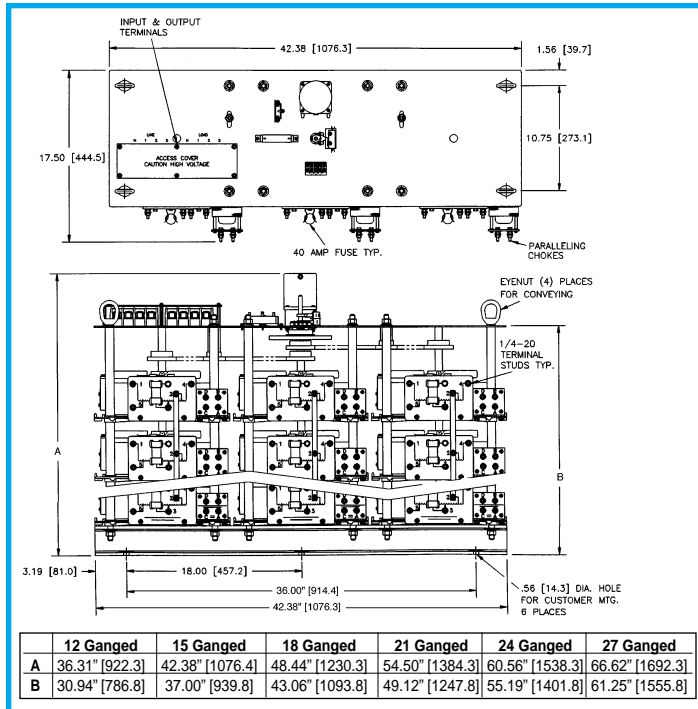 INPUT & OUTPUT
TERMINALS
42.38 [1076.3]
1.56 [39.7]
17.50 [444.5]
10.75 [273.1]
LINE LOAD
N 1 2 3 N 1 2 3
ACCESS COVER
CAUTION HIGH VOLTAGE
40 AMP FUSE TYP.
PARALLELING
CHOKES
EYENUT (4) PLACES
FOR CONVEYING
1/4-20
TERMINAL
STUDS TYP.
A
B
3.19 [81.0]
18.00 [457.2]
36.00" [914.4]
42.38" [1076.3]
.56 [14.3] DIA. HOLE
FOR CUSTOMER MTG.
6 PLACES
12 Ganged 15 Ganged 18 Ganged 21 Ganged 24 Ganged 27 Ganged
A 36.31" [922.3] 42.38" [1076.4] 48.44" [1230.3] 54.50" [1384.3] 60.56" [1538.3] 66.62" [1692.3]
B 30.94" [786.8] 37.00" [939.8] 43.06" [1093.8] 49.12" [1247.8] 55.19" [1401.8] 61.25" [1555.8]